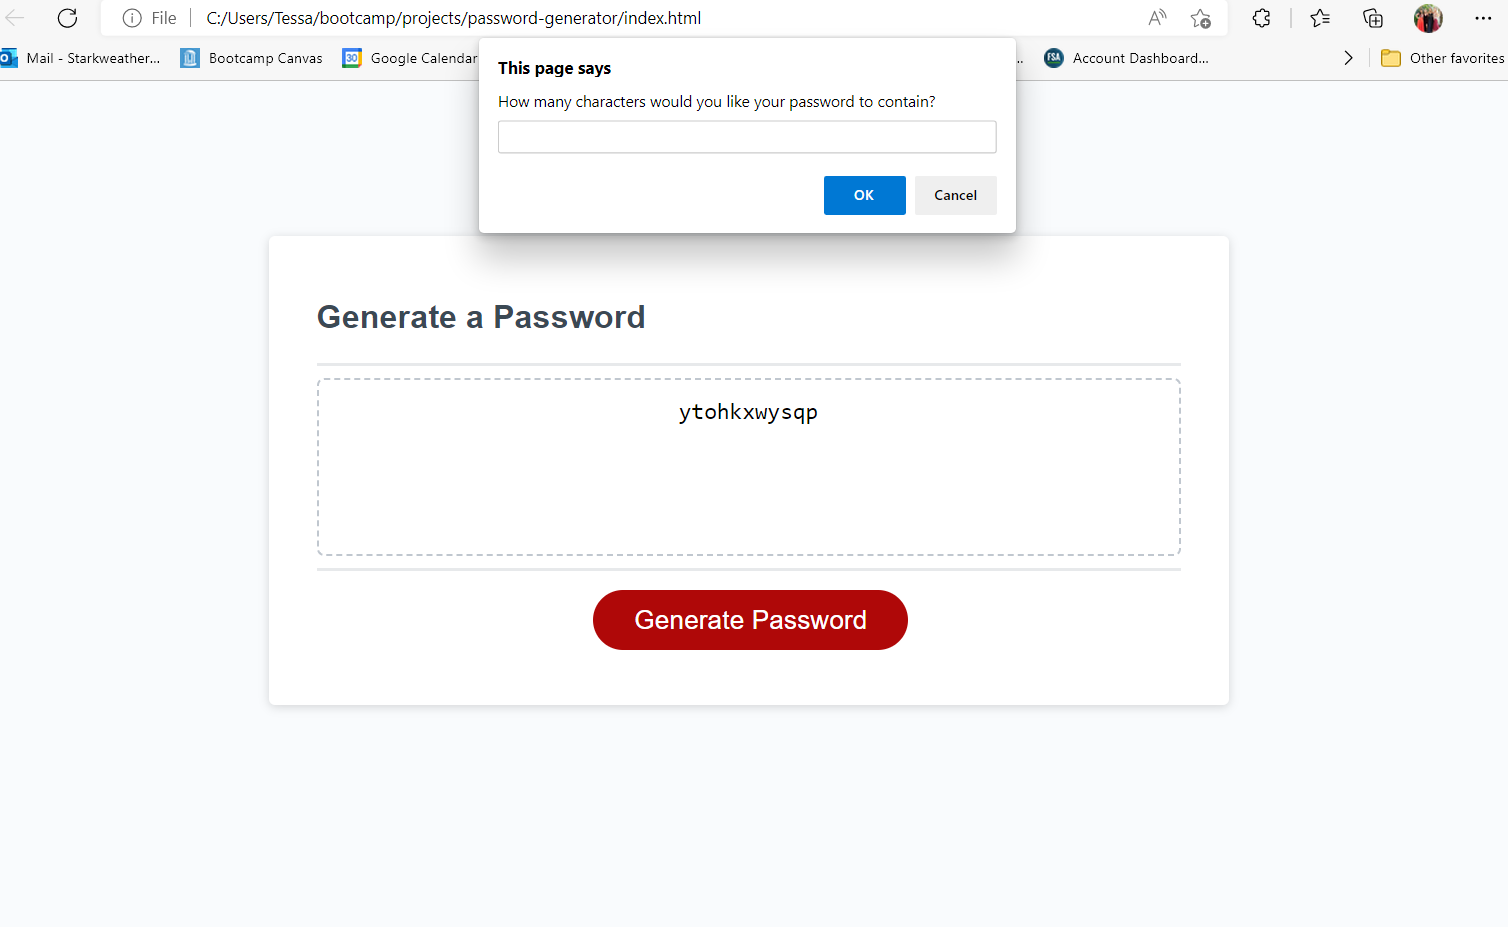 File C:/Users/Tessa/bootcamp/projects/password-generator/index.html
Mail - Starkweather... Bootcamp Canvas 30 Google Calendar .. FSA Account Dashboard... Other favorites
This page says
How many characters would you like your password to contain?
OK Cancel
Generate a Password
ytohkxwysqp
Generate Password